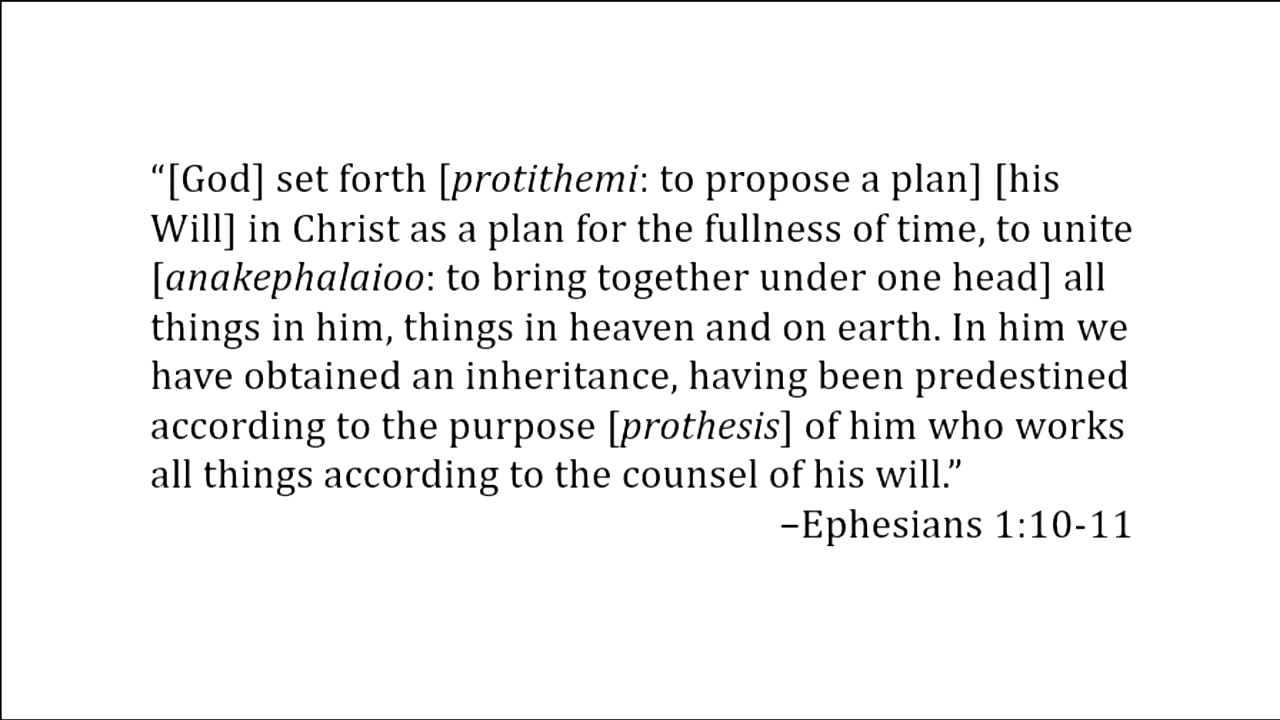 “[God] set forth [protithemi: to propose a plan] [his
Will] in Christ as a plan for the fullness of time, to unite
[anakephalaioo: to bring together under one head] all
things in him, things in heaven and on earth. In him we
have obtained an inheritance, having been predestined
according to the purpose [prothesis] of him who works
all things according to the counsel of his will.”
–Ephesians 1:10-11